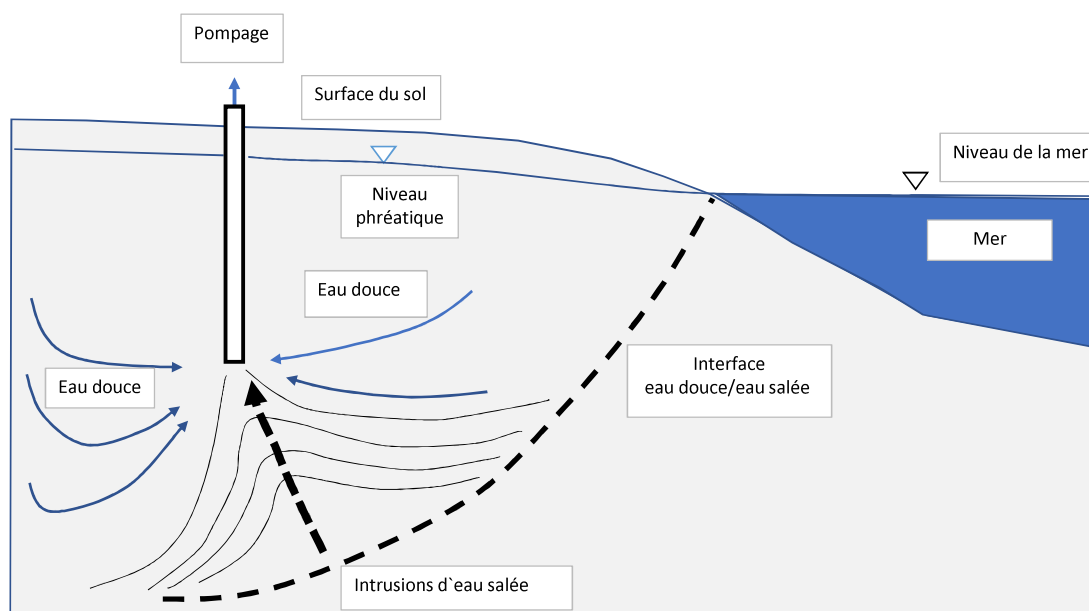 Pompage
Surface du sol
Niveau de la mer
Niveau
phréatique
Mer
Eau douce
Eau douce
Interface
eau douce/eau salée
Intrusions d`eau salée